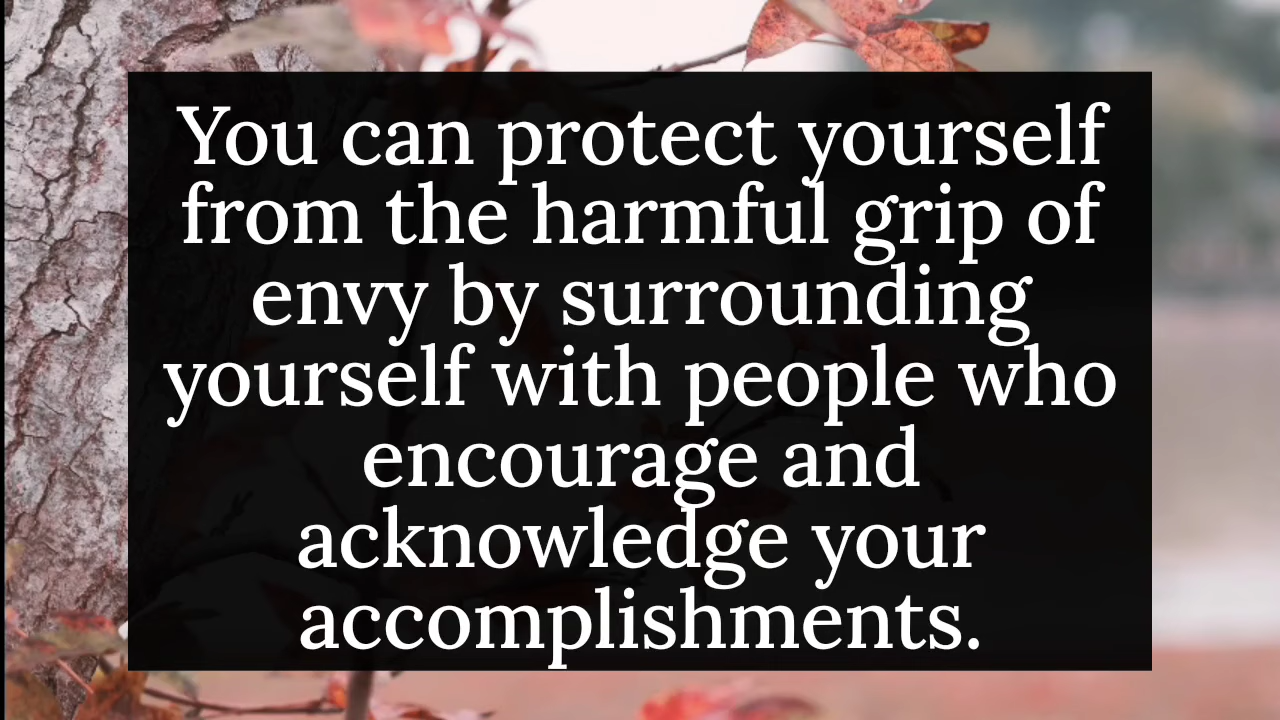 You can protect yourself
from the harmful grip of
envy by surrounding
yourself with people who
encourage and
acknowledge your
accomplishments.